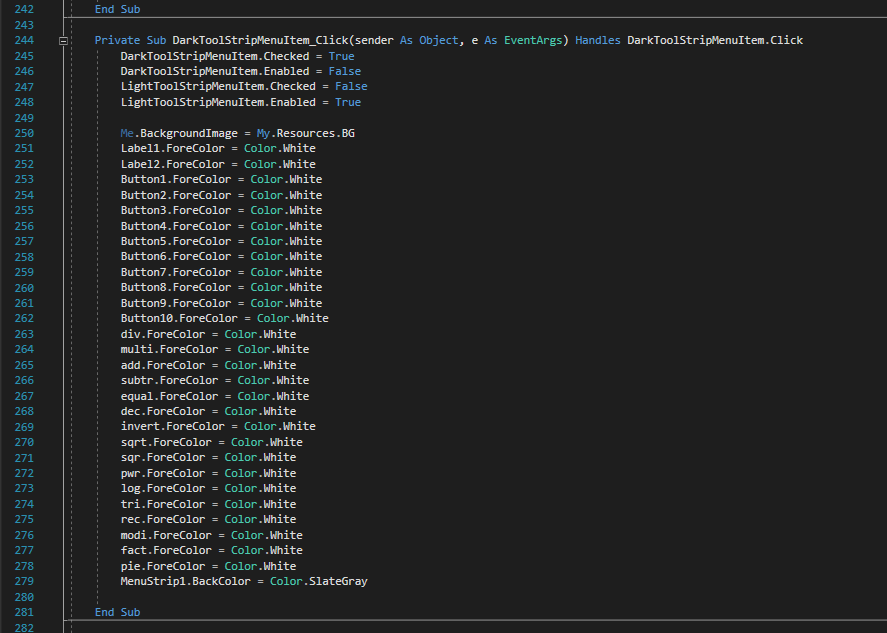 242 End Sub
243
244 Private Sub DarkToolStripMenuItem_Click(sender As Object, e As EventArgs) Handles DarkToolStripMenuItem.Click
245 DarkToolStripMenuItem.Checked = True
246 DarkToolStripMenuItem.Enabled = False
247 LightToolStripMenuItem.Checked = False
248 LightToolStripMenuItem.Enabled = True
249
250 Me.BackgroundImage = My.Resources.BG
251 Label1.ForeColor = Color.White
252 Label2.ForeColor = Color.White
253 Button1.ForeColor = Color.White
254 Button2.ForeColor = Color.White
255 Button3.ForeColor = Color.White
256 Button4.ForeColor = Color.White
257 Button5.ForeColor = Color.White
258 Button6.ForeColor = Color.White
259 Button7.ForeColor = Color.White
260 Button8.ForeColor = Color.White
261 Button9.ForeColor = Color.White
262 Button10.ForeColor = Color.White
263 div.ForeColor = Color.White
264 multi.ForeColor = Color.White
265 add.ForeColor = Color.White
266 subtr.ForeColor = Color.White
267 equal.ForeColor = Color.White
268 dec.ForeColor = Color.White
269 invert.ForeColor = Color.White
270 sqrt.ForeColor = Color.White
271 sqr.ForeColor = Color.White
272 pwr.ForeColor = Color.White
273 log.ForeColor = Color.White
274 tri.ForeColor = Color.White
275 rec.ForeColor = Color.White
276 modi.ForeColor = Color.White
277 fact.ForeColor = Color.White
278 pie.ForeColor = Color.White
279 MenuStrip1.BackColor = Color.SlateGray
280
281 End Sub
282